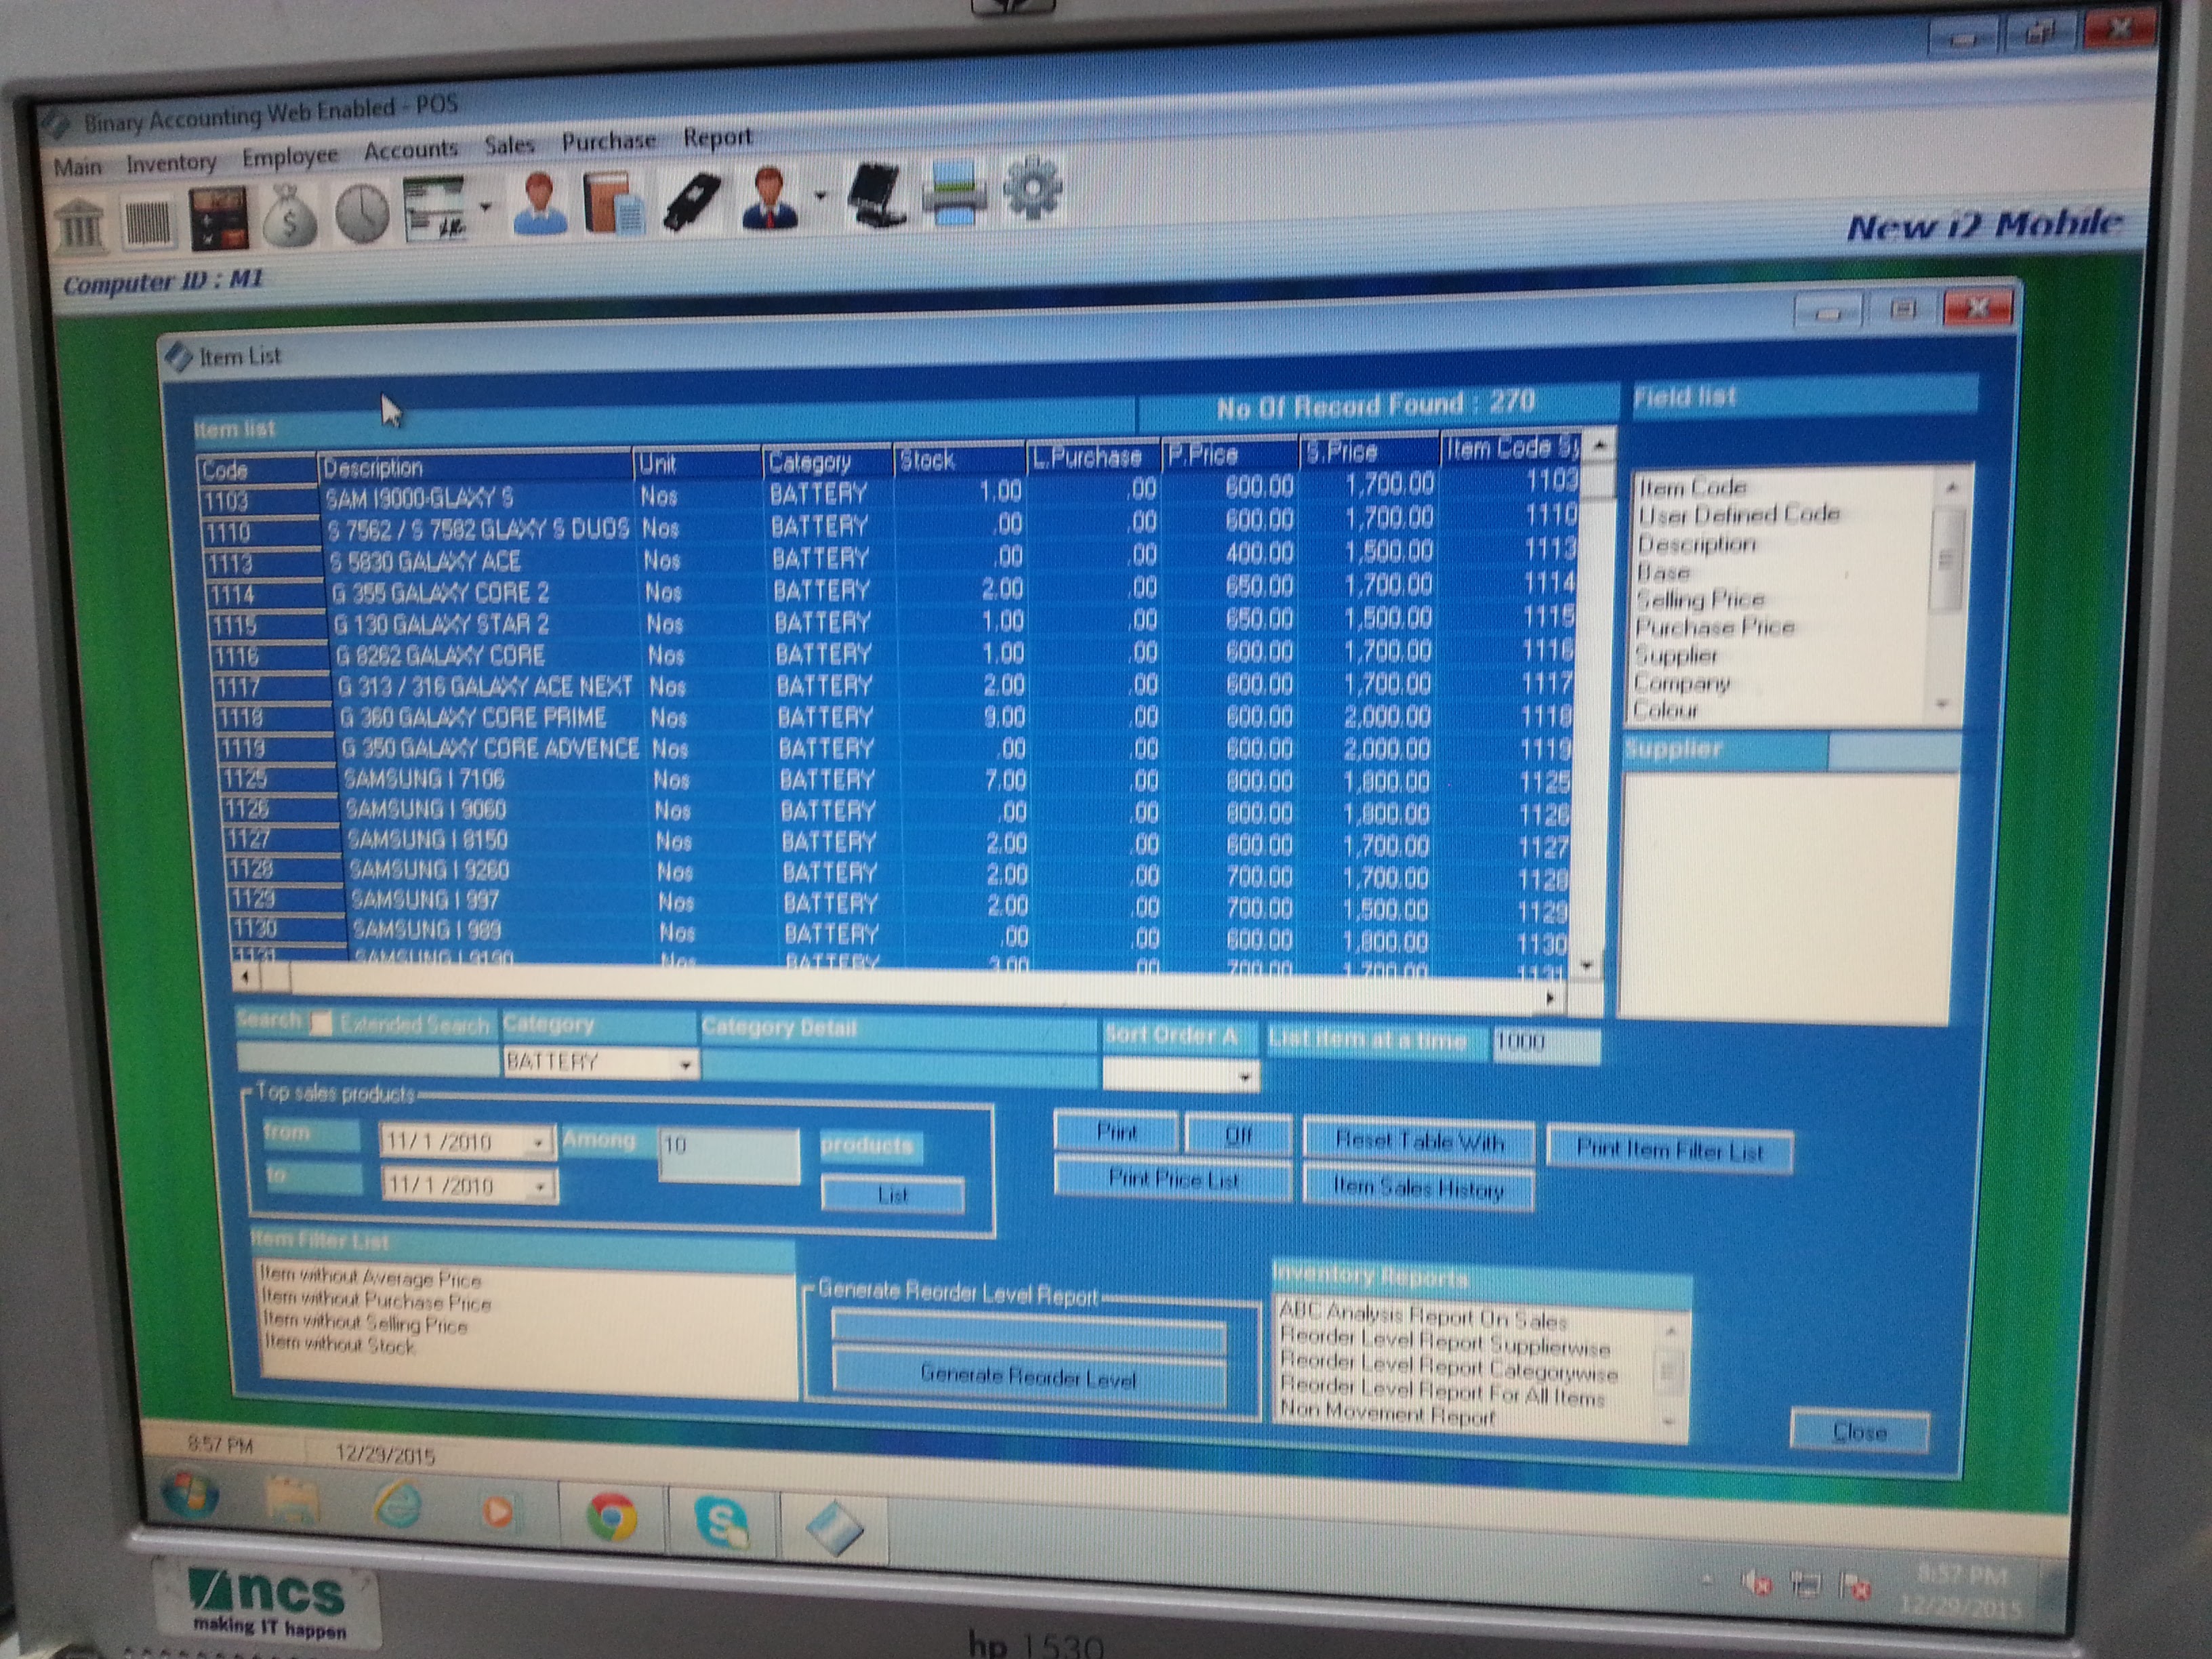 Binary Accounting Web Enabled - POS
Main Inventory Employee Accounts Sales Purchase Report
New i2 Mobile
Computer ID : M1
Item List
Item list No Of Record Found : 270 Field list
Code Description Unit Category Stock L.Purchase P.Price S.Price Item Code Sy
1103 SAM I9000-GLAXY S Nos BATTERY 1.00 .00 600.00 1,700.00 1103
1110 S 7562 / S 7582 GLAXY S DUOS Nos BATTERY .00 .00 600.00 1,700.00 1110
1113 S 5830 GALAXY ACE Nos BATTERY .00 .00 400.00 1,500.00 1113
1114 G 355 GALAXY CORE 2 Nos BATTERY 2.00 .00 650.00 1,700.00 1114
1115 G 130 GALAXY STAR 2 Nos BATTERY 1.00 .00 650.00 1,500.00 1115
1116 G 8262 GALAXY CORE Nos BATTERY 1.00 .00 600.00 1,700.00 1116
1117 G 313 / 316 GALAXY ACE NEXT Nos BATTERY 2.00 .00 600.00 1,700.00 1117
1118 G 360 GALAXY CORE PRIME Nos BATTERY 9.00 .00 600.00 2,000.00 1118
1119 G 350 GALAXY CORE ADVENCE Nos BATTERY .00 .00 600.00 2,000.00 1119
1125 SAMSUNG I 7106 Nos BATTERY 7.00 .00 800.00 1,800.00 1125
1126 SAMSUNG I 9060 Nos BATTERY .00 .00 800.00 1,800.00 1126
1127 SAMSUNG I 8150 Nos BATTERY 2.00 .00 600.00 1,700.00 1127
1128 SAMSUNG I 9260 Nos BATTERY 2.00 .00 700.00 1,700.00 1128
1129 SAMSUNG I 997 Nos BATTERY 2.00 .00 700.00 1,500.00 1129
1130 SAMSUNG I 989 Nos BATTERY .00 .00 600.00 1,800.00 1130
1131 SAMSUNG I 9190 Nos BATTERY 3.00 .00 700.00 1,700.00 1131
Item Code
User Defined Code
Description
Base
Selling Price
Purchase Price
Supplier
Company
Colour
Supplier
Search Extended Search Category Category Detail Sort Order A List item at a time 1000
BATTERY
Top sales products
from 11/ 1 /2010 Among 10 products
to 11/ 1 /2010 List
Print Off Reset Table With Print Item Filter List
Print Price List Item Sales History
Item Filter List
Item without Average Price
Item without Purchase Price
Item without Selling Price
Item without Stock
Generate Reorder Level Report
Generate Reorder Level
Inventory Reports
ABC Analysis Report On Sales
Reorder Level Report Supplierwise
Reorder Level Report Categorywise
Reorder Level Report For All Items
Non Movement Report
Close
8:57 PM 12/29/2015
8:57 PM
12/29/2015
ncs
making IT happen
hp 1530